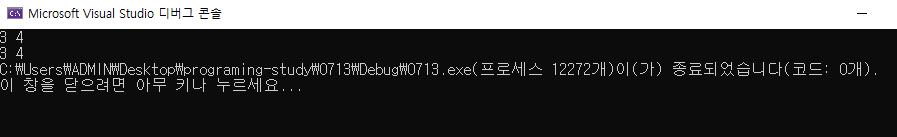 Microsoft Visual Studio 디버그 콘솔
3 4
3 4
C:₩Users₩ADMIN₩Desktop₩programing-study₩0713₩Debug₩0713.exe(프로세스 12272개)이(가) 종료되었습니다(코드: 0개).
이 창을 닫으려면 아무 키나 누르세요...